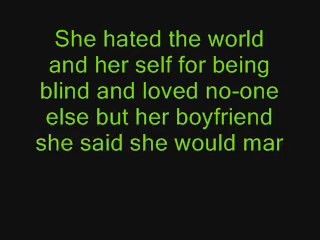 She hated the world
and her self for being
blind and loved no-one
else but her boyfriend
she said she would mar